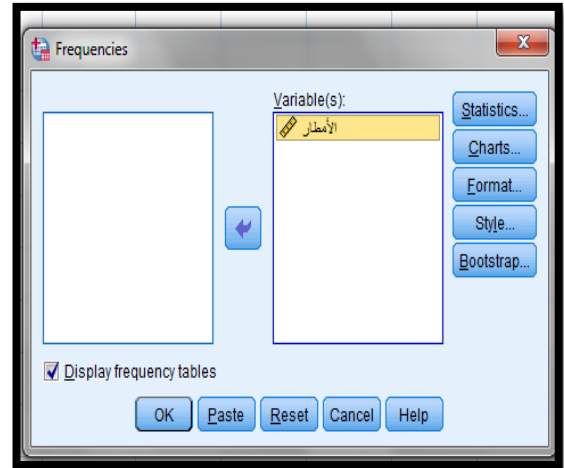 Frequencies
Variable(s):
الأمطار
Statistics...
Charts...
Format...
Style...
Bootstrap...
Display frequency tables
OK Paste Reset Cancel Help